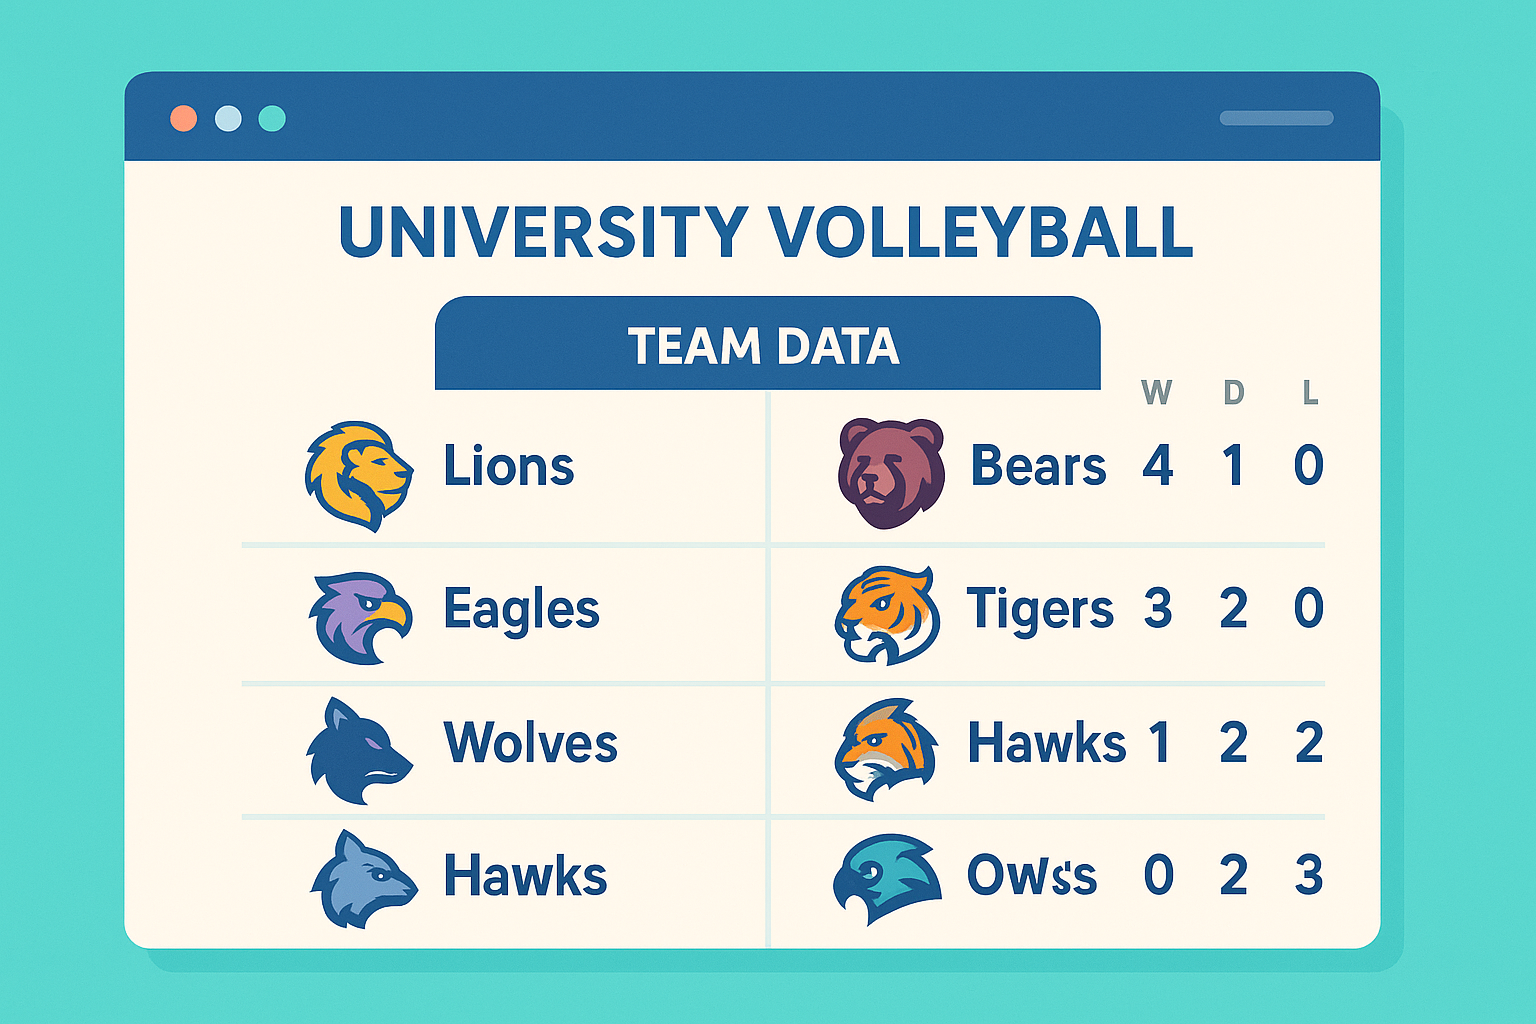 UNIVERSITY VOLLEYBALL
TEAM DATA
W D L
Lions Bears 4 1 0
Eagles Tigers 3 2 0
Wolves Hawks 1 2 2
Hawks 0 2 3